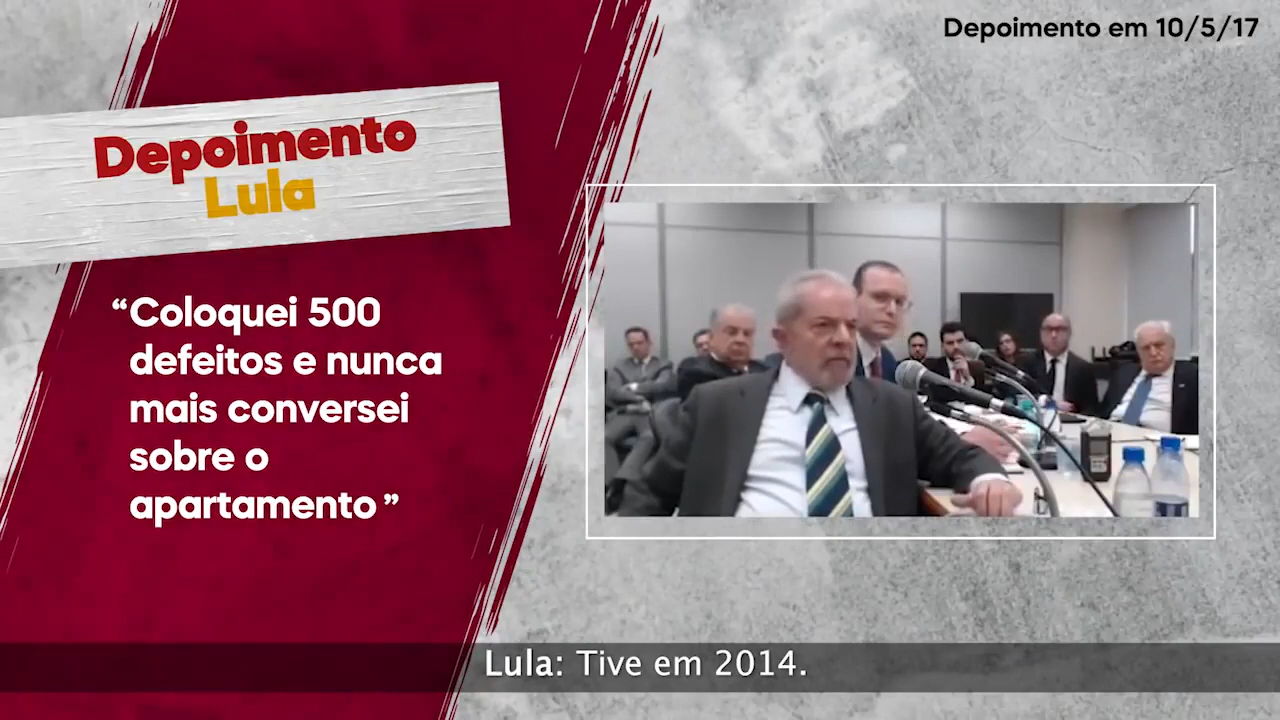 Depoimento em 10/5/17
Depoimento
Lula
“Coloquei 500
defeitos e nunca
mais conversei
sobre o
apartamento”
Lula: Tive em 2014.